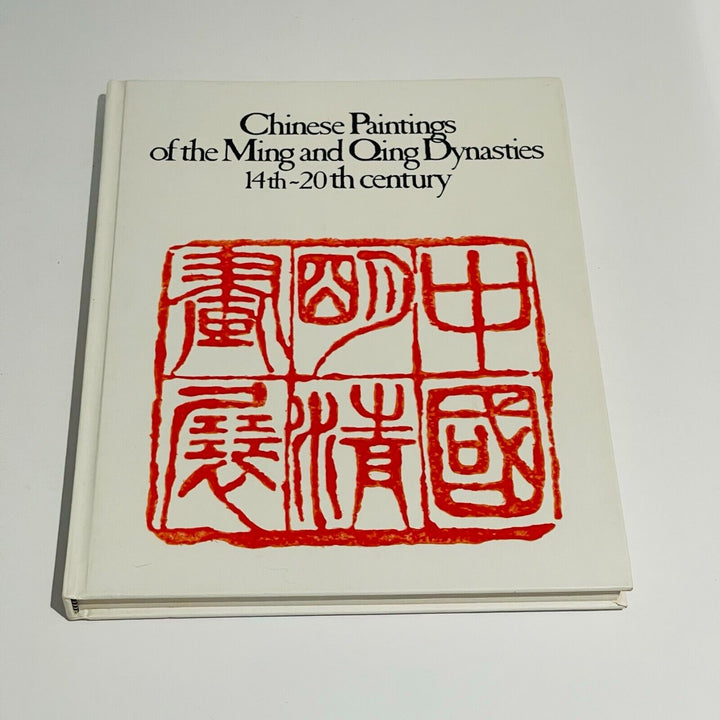 Chinese Paintings
of the Ming and Qing Dynasties
14th~20th century
中國
明清
畫展